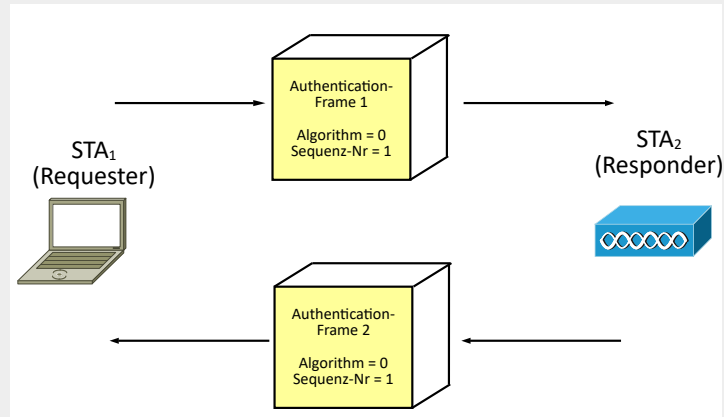 Authentication-
Frame 1
Algorithm = 0
Sequenz-Nr = 1
STA₁
(Requester)
STA₂
(Responder)
Authentication-
Frame 2
Algorithm = 0
Sequenz-Nr = 1